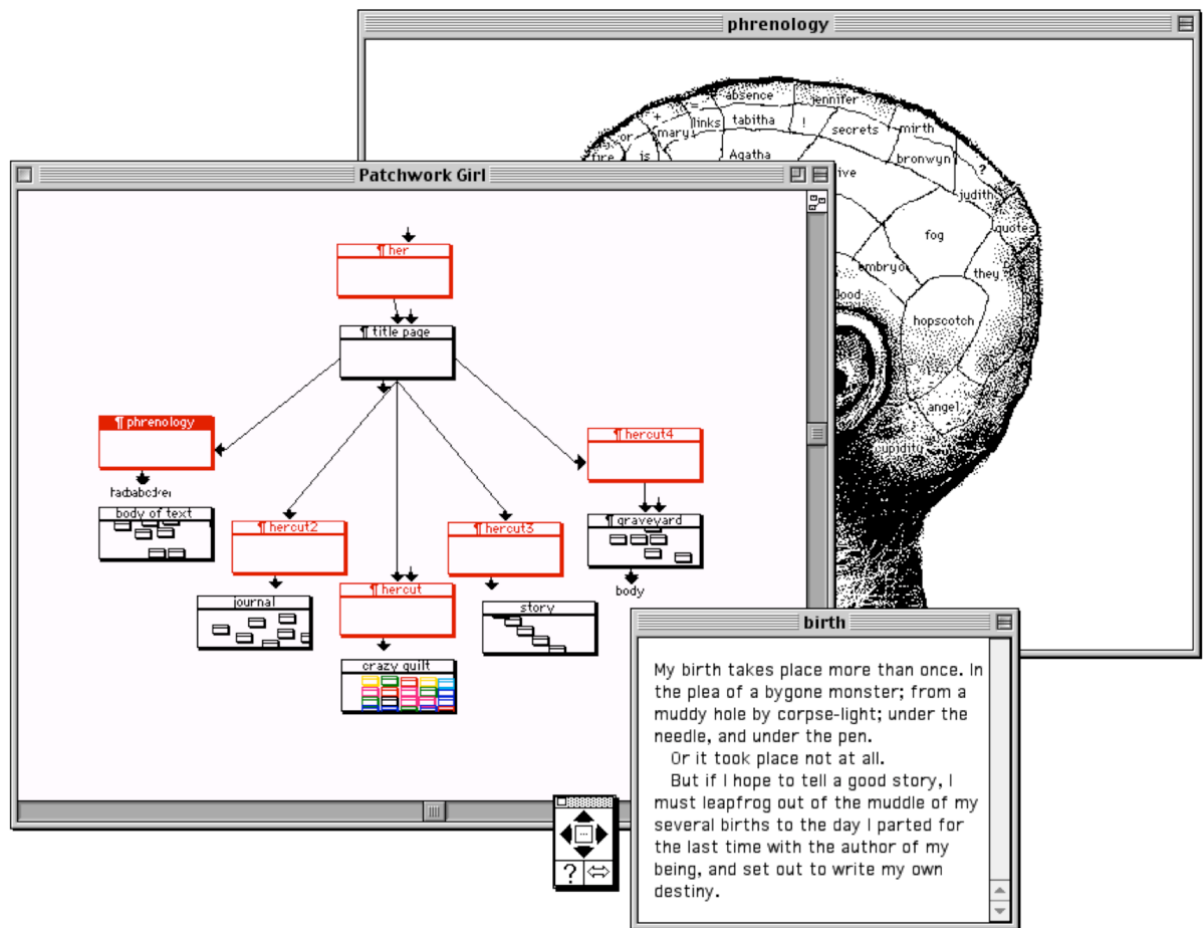 phrenology
absence
jennifer
+
=
links
tabitha
!
secrets
mirth
or
mary
fire
is
Agatha
bronwyn
?
judith
quotes
fog
embryo
they
hopscotch
angel
cupidity
Patchwork Girl
¶ her
¶ title page
¶ phrenology
¶ hercut4
body of text
¶ hercut2
¶ hercut3
¶ graveyard
body
journal
¶ hercut
story
crazy quilt
birth
My birth takes place more than once. In
the plea of a bygone monster; from a
muddy hole by corpse-light; under the
needle, and under the pen.
Or it took place not at all.
But if I hope to tell a good story, I
must leapfrog out of the muddle of my
several births to the day I parted for
the last time with the author of my
being, and set out to write my own
destiny.
?